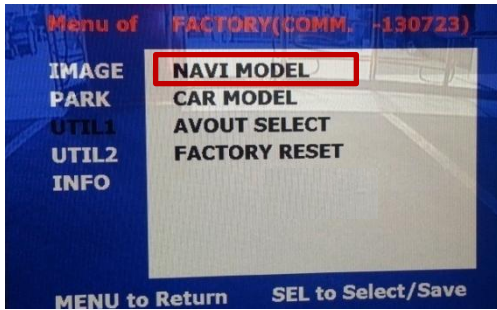 Menu of FACTORY(COMM. -130723)
IMAGE NAVI MODEL
PARK CAR MODEL
UTIL1 AVOUT SELECT
UTIL2 FACTORY RESET
INFO
MENU to Return SEL to Select/Save